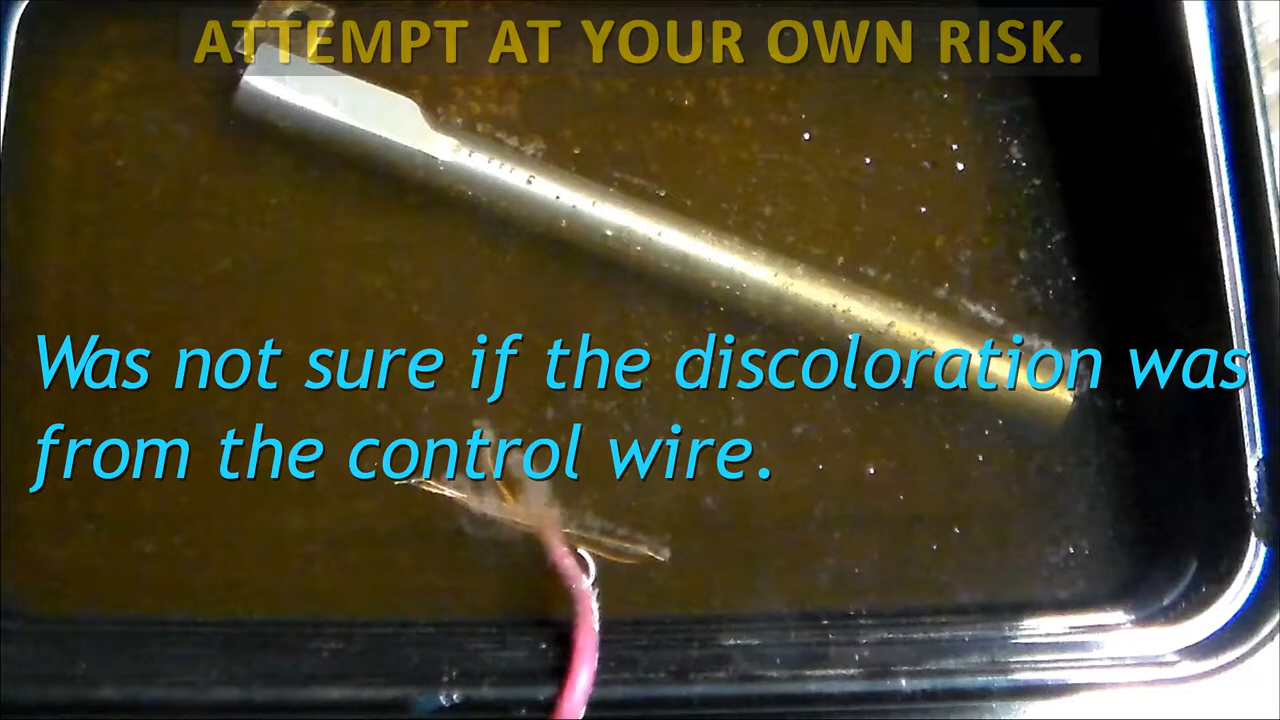 ATTEMPT AT YOUR OWN RISK.
Was not sure if the discoloration was
from the control wire.